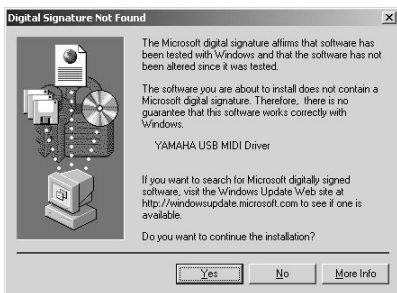 Digital Signature Not Found
The Microsoft digital signature affirms that software has
been tested with Windows and that the software has not
been altered since it was tested.
The software you are about to install does not contain a
Microsoft digital signature. Therefore, there is no
guarantee that this software works correctly with
Windows.
YAMAHA USB MIDI Driver
If you want to search for Microsoft digitally signed
software, visit the Windows Update Web site at
http://windowsupdate.microsoft.com to see if one is
available.
Do you want to continue the installation?
Yes No More Info